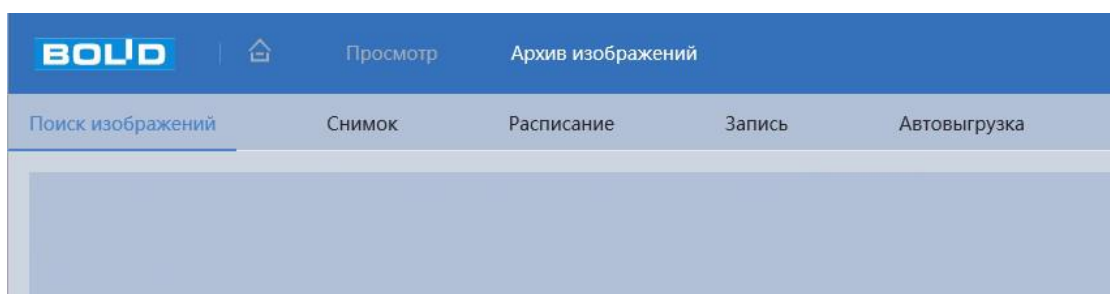 BOLID Просмотр Архив изображений
Поиск изображений Снимок Расписание Запись Автовыгрузка